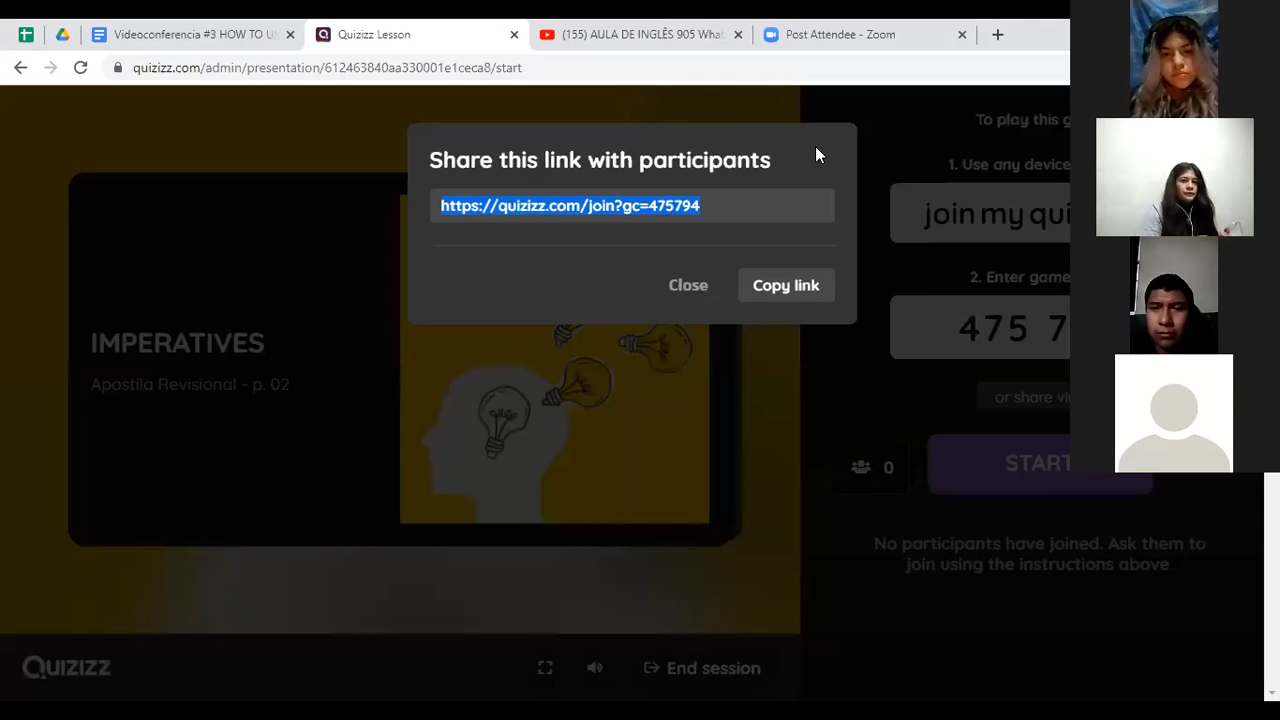 Videoconferencia #3 HOW TO U
Quizizz Lesson
(155) AULA DE INGLÊS 905 What
Post Attendee - Zoom
quizizz.com/admin/presentation/612463840aa330001e1ceca8/start
Share this link with participants
https://quizizz.com/join?gc=475794
Close
Copy link
IMPERATIVES
Apostila Revisional - p. 02
To play this g
1. Use any device
join my qui
2. Enter game
475 7
or share vi
0
START
No participants have joined. Ask them to
join using the instructions above
Quizizz
End session